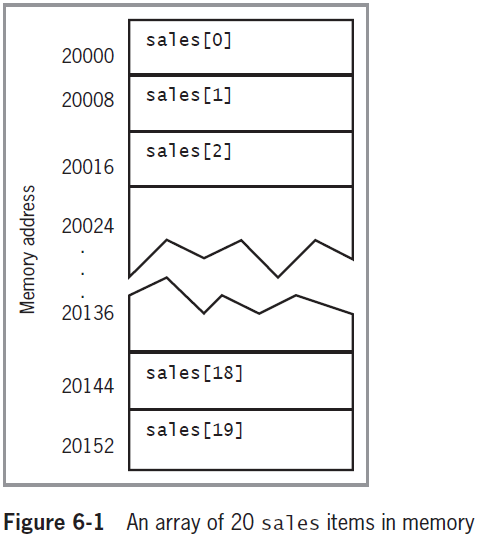 sales[0]
20000
20008 sales[1]
sales[2]
20016
20024
.
.
.
20136
20144 sales[18]
20152 sales[19]
Memory address
Figure 6-1 An array of 20 sales items in memory